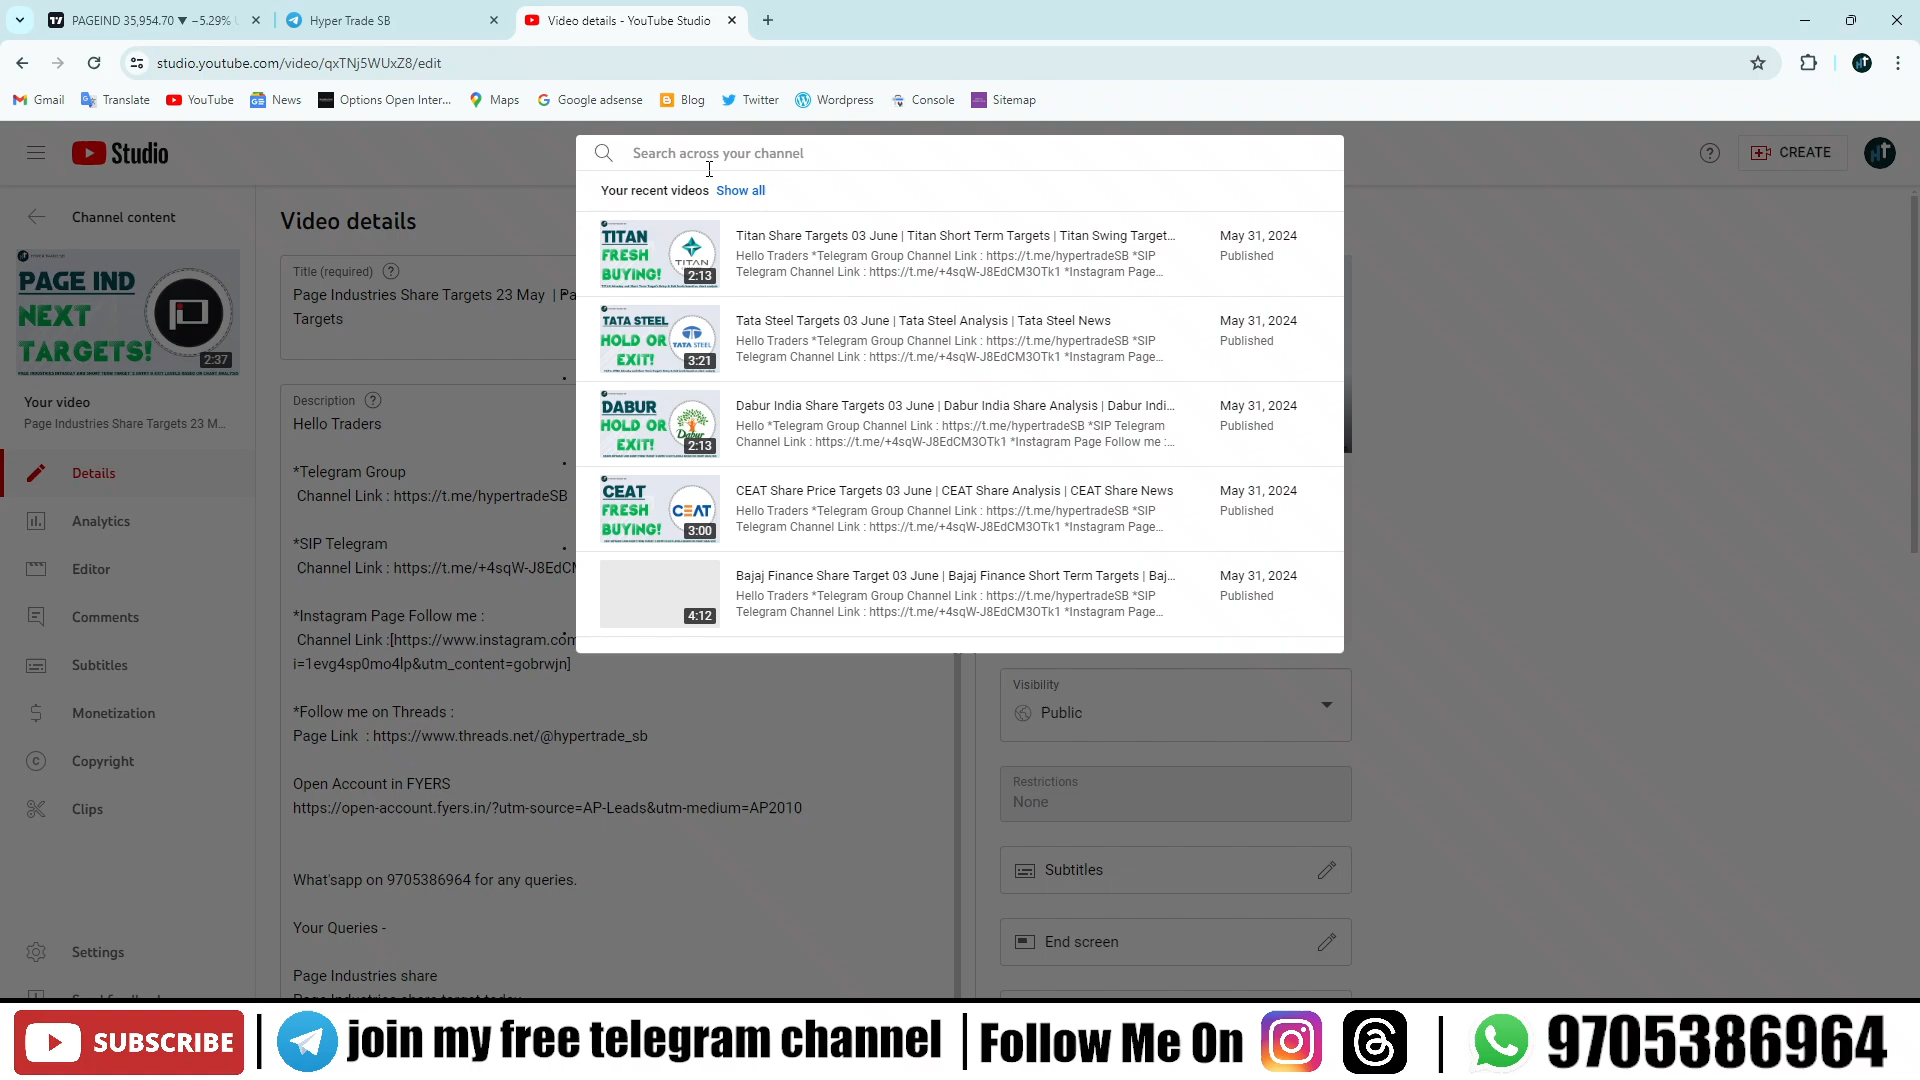 PAGEIND 35,954.70 ▼ −5.29%
Hyper Trade SB
Video details - YouTube Studio
studio.youtube.com/video/qxTNj5WUxZ8/edit
Gmail
Translate
YouTube
News
Options Open Inter...
Maps
Google adsense
Blog
Twitter
Wordpress
Console
Sitemap
Studio
Search across your channel
CREATE
Your recent videos Show all
Channel content
Video details
PAGE IND
NEXT
TARGETS!
2:37
Your video
Page Industries Share Targets 23 M...
Details
Analytics
Editor
Comments
Subtitles
Monetization
Copyright
Clips
Settings
Title (required)
Page Industries Share Targets 23 May | Pa
Targets
Description
Hello Traders
*Telegram Group
Channel Link : https://t.me/hypertradeSB
*SIP Telegram
Channel Link : https://t.me/+4sqW-J8EdCM
*Instagram Page Follow me :
Channel Link :[https://www.instagram.com
i=1evg4sp0mo4lp&utm_content=gobrwjn]
*Follow me on Threads :
Page Link : https://www.threads.net/@hypertrade_sb
Open Account in FYERS
https://open-account.fyers.in/?utm-source=AP-Leads&utm-medium=AP2010
What'sapp on 9705386964 for any queries.
Your Queries -
Page Industries share
TITAN
FRESH
BUYING!
TITAN
2:13
Titan Share Targets 03 June | Titan Short Term Targets | Titan Swing Target...
Hello Traders *Telegram Group Channel Link : https://t.me/hypertradeSB *SIP
Telegram Channel Link : https://t.me/+4sqW-J8EdCM3OTk1 *Instagram Page...
May 31, 2024
Published
TATA STEEL
HOLD OR
EXIT!
TATA STEEL
3:21
Tata Steel Targets 03 June | Tata Steel Analysis | Tata Steel News
Hello Traders *Telegram Group Channel Link : https://t.me/hypertradeSB *SIP
Telegram Channel Link : https://t.me/+4sqW-J8EdCM3OTk1 *Instagram Page...
May 31, 2024
Published
DABUR
HOLD OR
EXIT!
Dabur
2:13
Dabur India Share Targets 03 June | Dabur India Share Analysis | Dabur Indi...
Hello *Telegram Group Channel Link : https://t.me/hypertradeSB *SIP Telegram
Channel Link : https://t.me/+4sqW-J8EdCM3OTk1 *Instagram Page Follow me :...
May 31, 2024
Published
CEAT
FRESH
BUYING!
CEAT
3:00
CEAT Share Price Targets 03 June | CEAT Share Analysis | CEAT Share News
Hello Traders *Telegram Group Channel Link : https://t.me/hypertradeSB *SIP
Telegram Channel Link : https://t.me/+4sqW-J8EdCM3OTk1 *Instagram Page...
May 31, 2024
Published
4:12
Bajaj Finance Share Target 03 June | Bajaj Finance Short Term Targets | Baj...
Hello Traders *Telegram Group Channel Link : https://t.me/hypertradeSB *SIP
Telegram Channel Link : https://t.me/+4sqW-J8EdCM3OTk1 *Instagram Page...
May 31, 2024
Published
Visibility
Public
Restrictions
None
Subtitles
End screen
SUBSCRIBE
join my free telegram channel
Follow Me On
9705386964